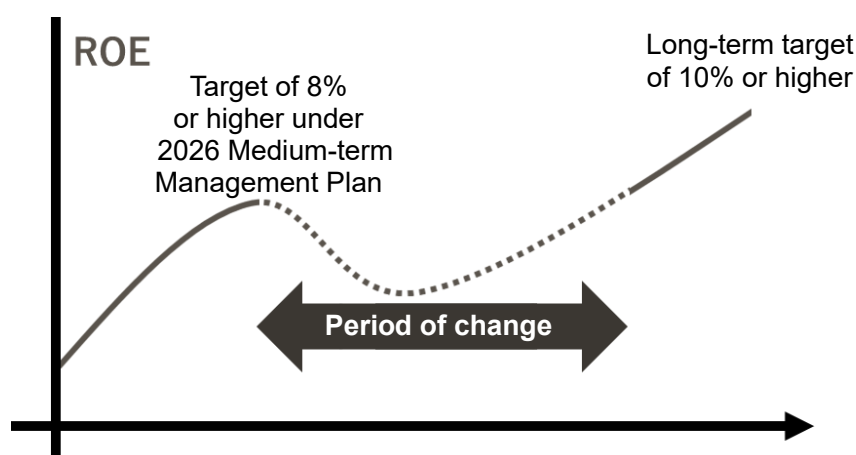 ROE
Target of 8%
or higher under
2026 Medium-term
Management Plan
Long-term target
of 10% or higher
Period of change